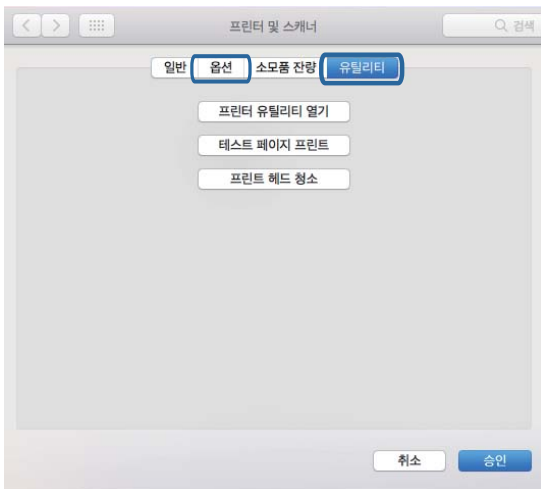 프린터 및 스캐너
검색
일반 옵션 소모품 잔량 유틸리티
프린터 유틸리티 열기
테스트 페이지 프린트
프린트 헤드 청소
취소 승인